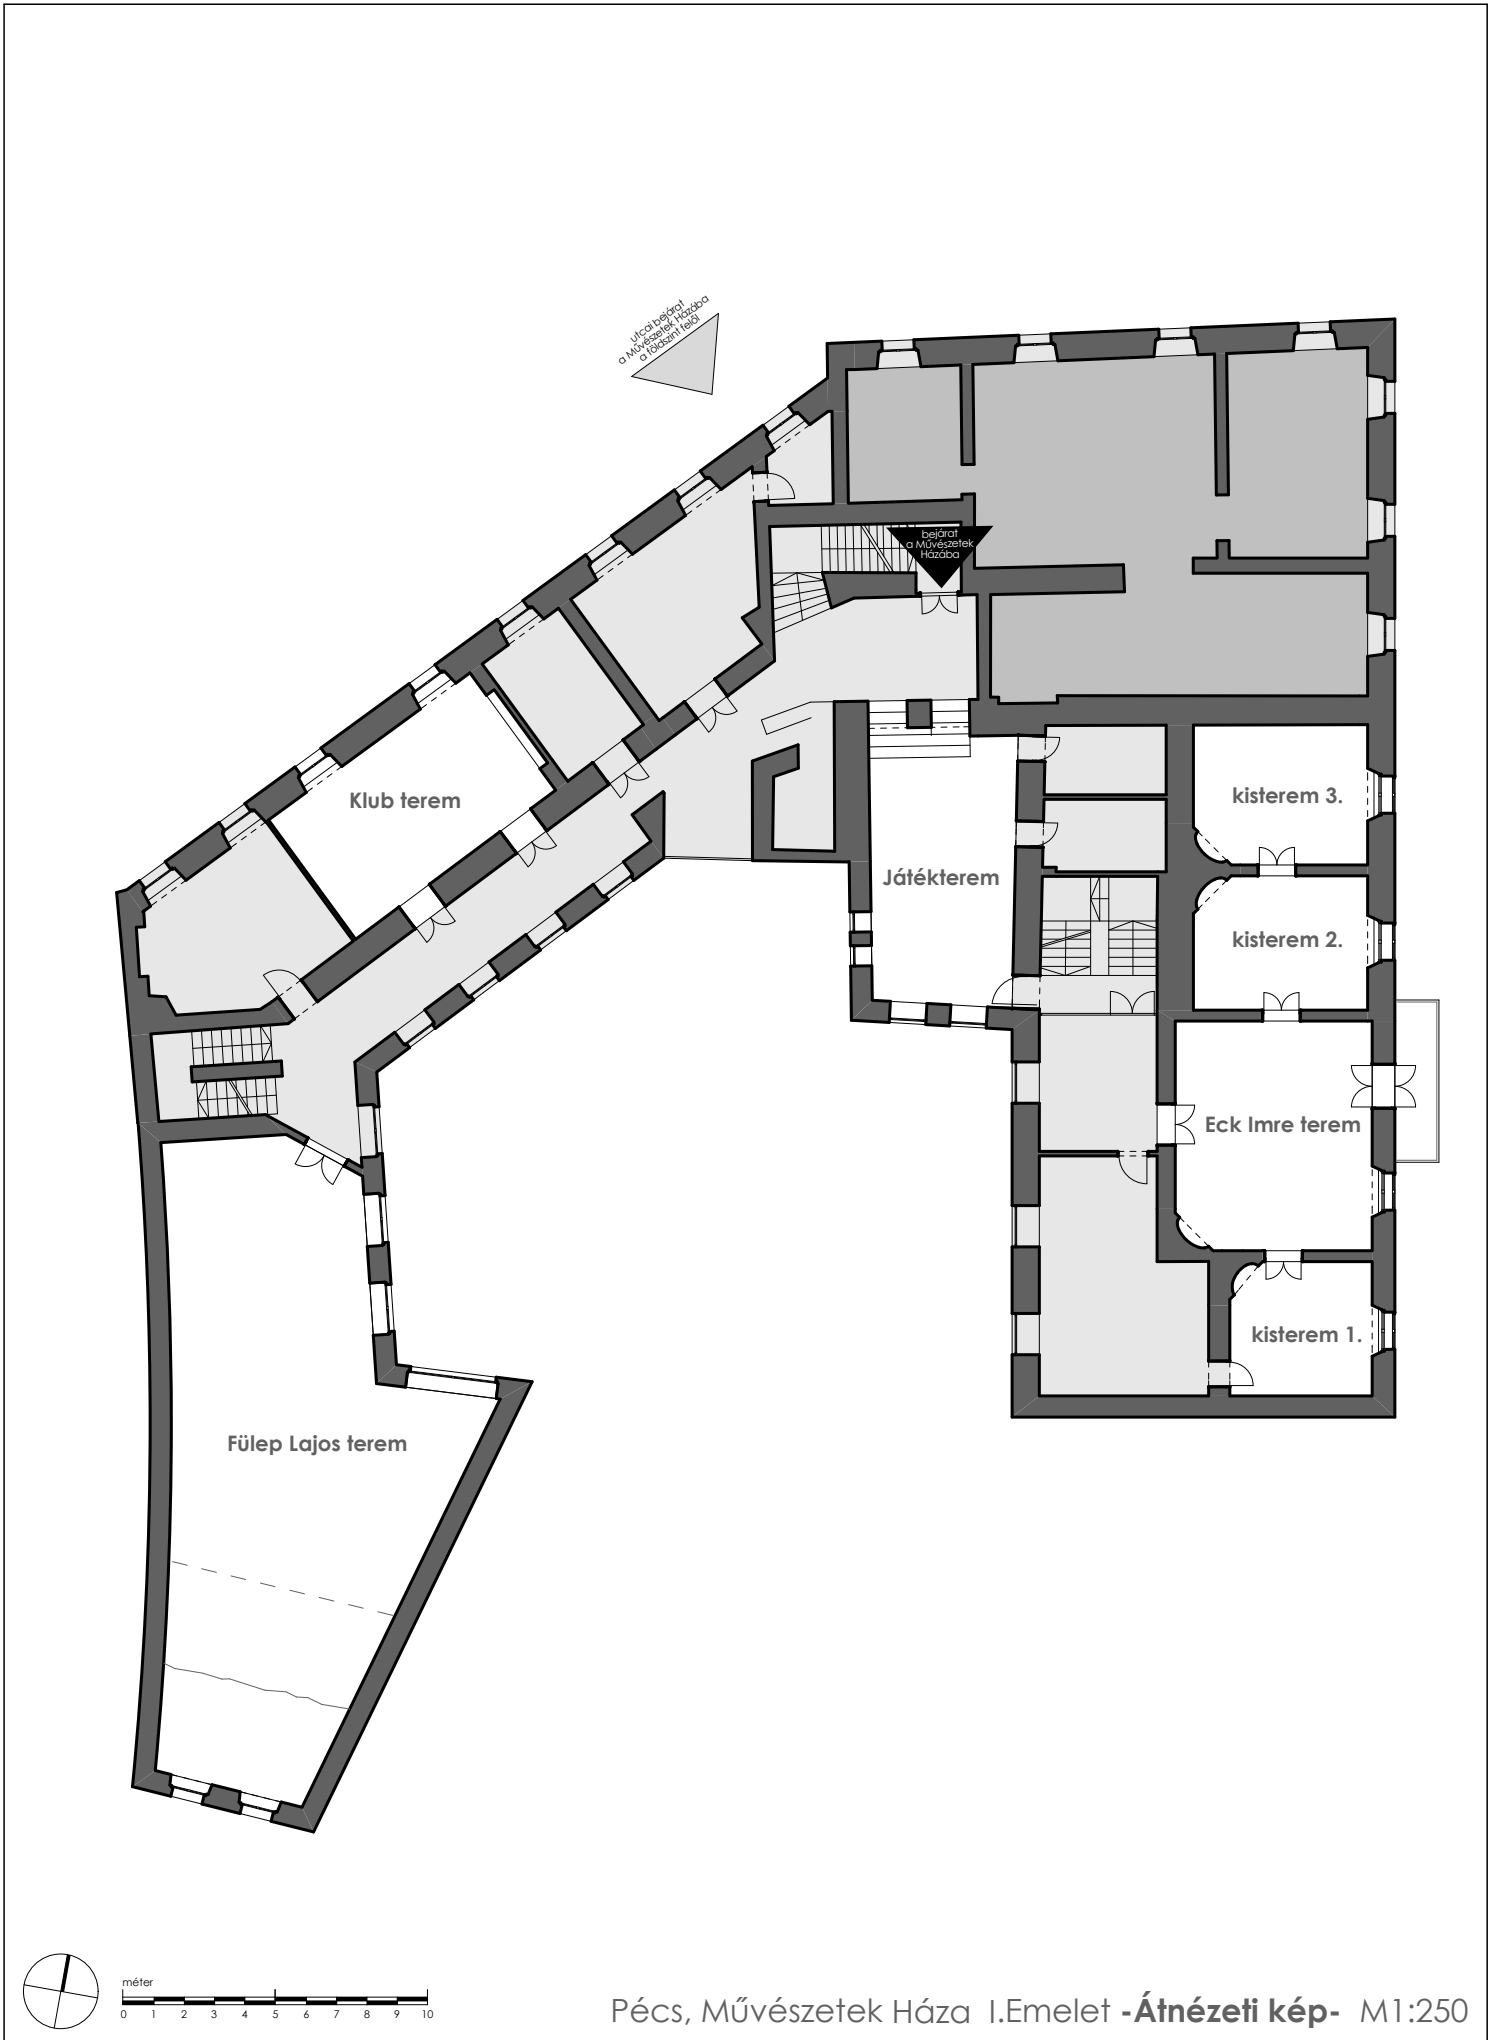 utcai bejárat
a Művészetek Házába
a földszint felől
bejárat
a Művészetek
Házába
Klub terem
kisterem 3.
Játékterem
kisterem 2.
Eck Imre terem
kisterem 1.
Fülep Lajos terem
méter
0 1 2 3 4 5 6 7 8 9 10
Pécs, Művészetek Háza I.Emelet -Átnézeti kép- M1:250